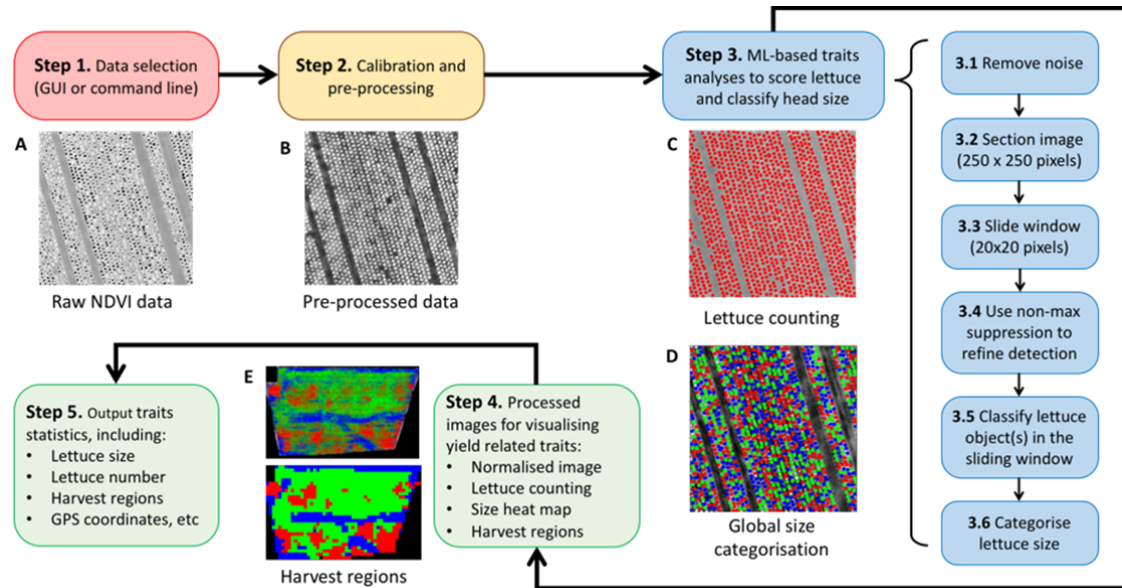 Step 1. Data selection
(GUI or command line)
Step 2. Calibration and
pre-processing
Step 3. ML-based traits
analyses to score lettuce
and classify head size
3.1 Remove noise
3.2 Section image
(250 x 250 pixels)
3.3 Slide window
(20x20 pixels)
3.4 Use non-max
suppression to
refine detection
3.5 Classify lettuce
object(s) in the
sliding window
3.6 Categorise
lettuce size
A
Raw NDVI data
B
Pre-processed data
C
Lettuce counting
D
Global size
categorisation
Step 4. Processed
images for visualising
yield related traits:
• Normalised image
• Lettuce counting
• Size heat map
• Harvest regions
E
Harvest regions
Step 5. Output traits
statistics, including:
• Lettuce size
• Lettuce number
• Harvest regions
• GPS coordinates, etc